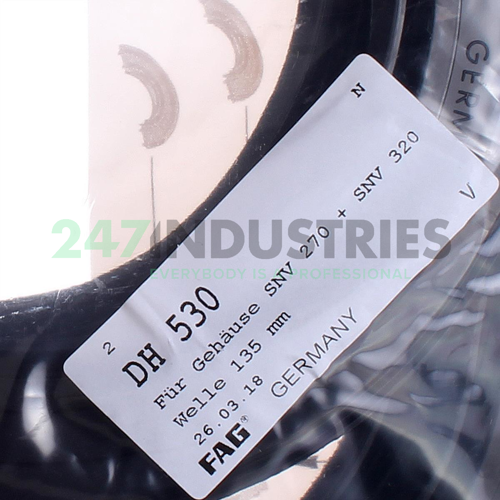 N
V
2
DH 530
Für Gehäuse SNV 270 + SNV 320
Welle 135 mm
26.03.18 GERMANY
FAG®
247INDUSTRIES
EVERYBODY IS A PROFESSIONAL